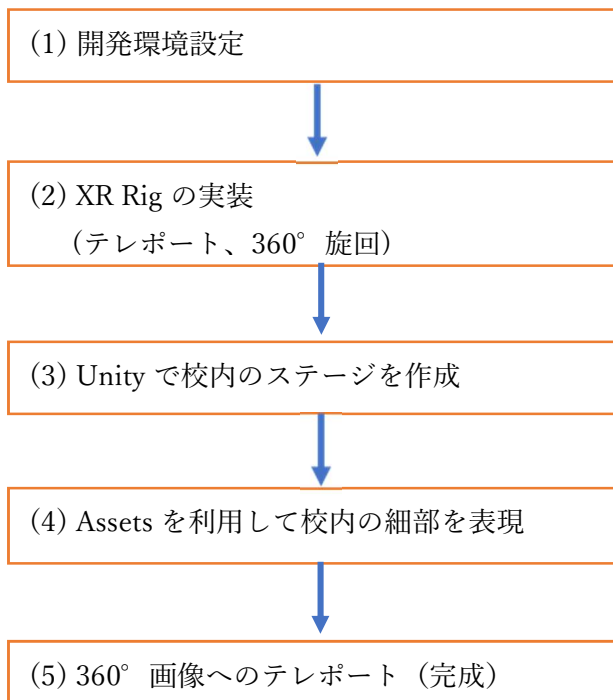 (1) 開発環境設定
(2) XR Rig の実装
（テレポート、360° 旋回）
(3) Unity で校内のステージを作成
(4) Assets を利用して校内の細部を表現
(5) 360° 画像へのテレポート（完成）